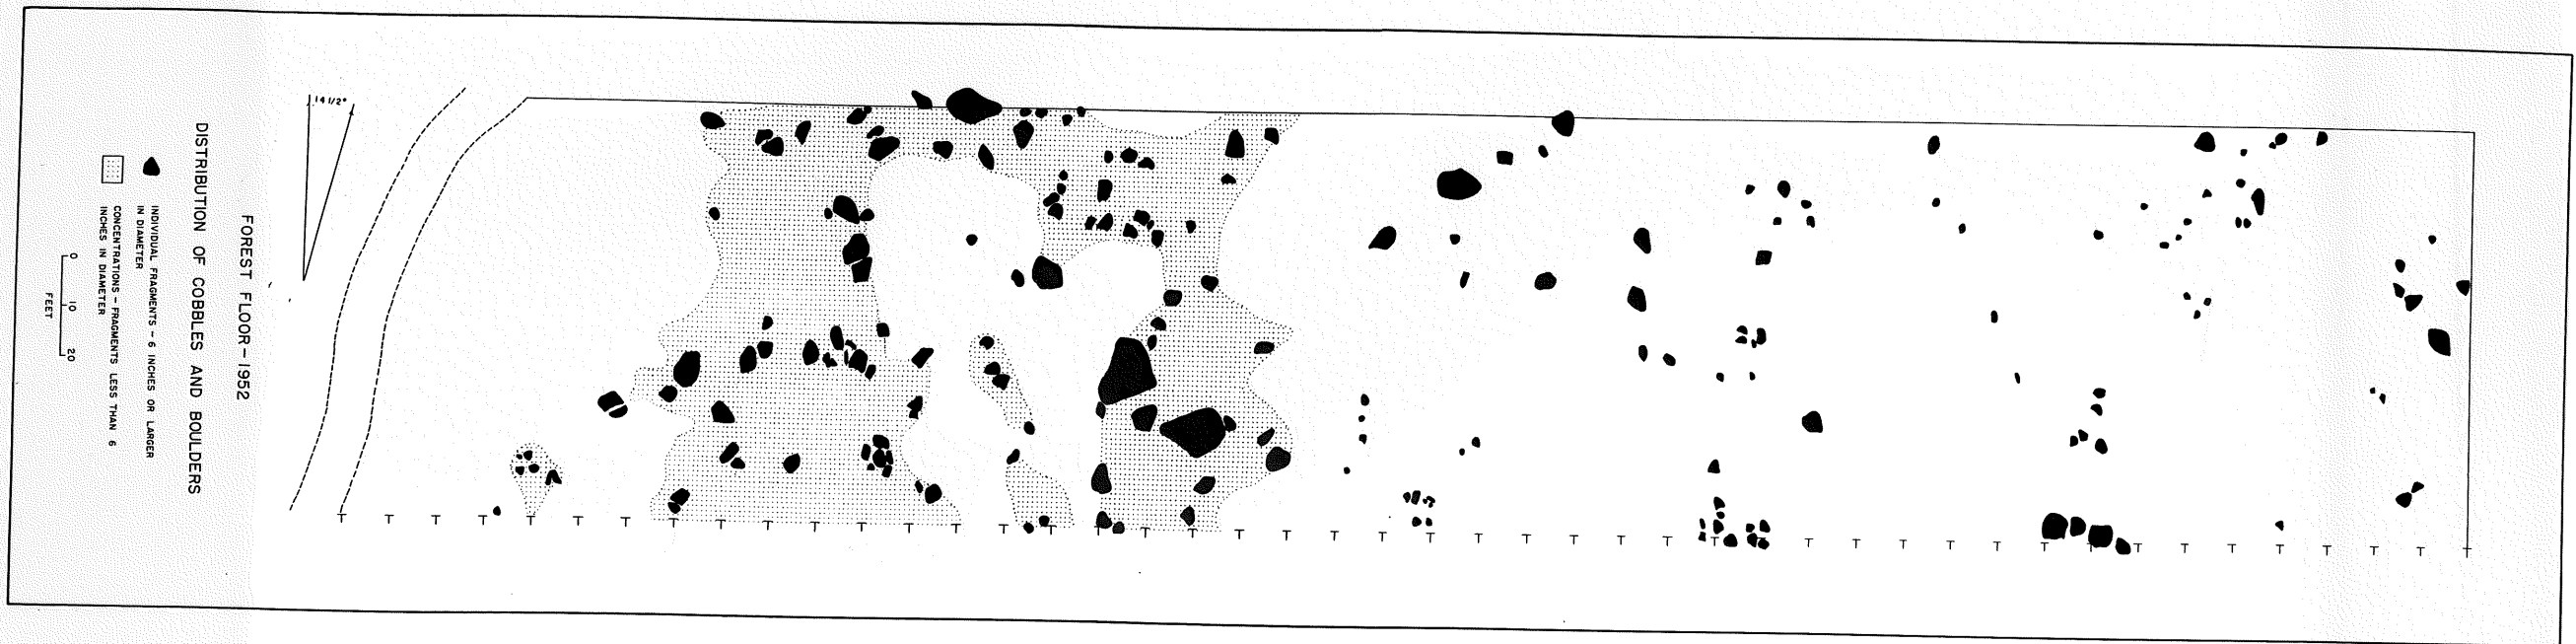 FOREST FLOOR—1952
DISTRIBUTION OF COBBLES AND BOULDERS
INDIVIDUAL FRAGMENTS — 6 INCHES OR LARGER
IN DIAMETER
CONCENTRATIONS — FRAGMENTS LESS THAN 6
INCHES IN DIAMETER
0 10 20
FEET
14 1/2°
T T T T T T T T T T T T T T T T T T T T T T T T T T T T T T T T T T T T T T T T T T T T T T